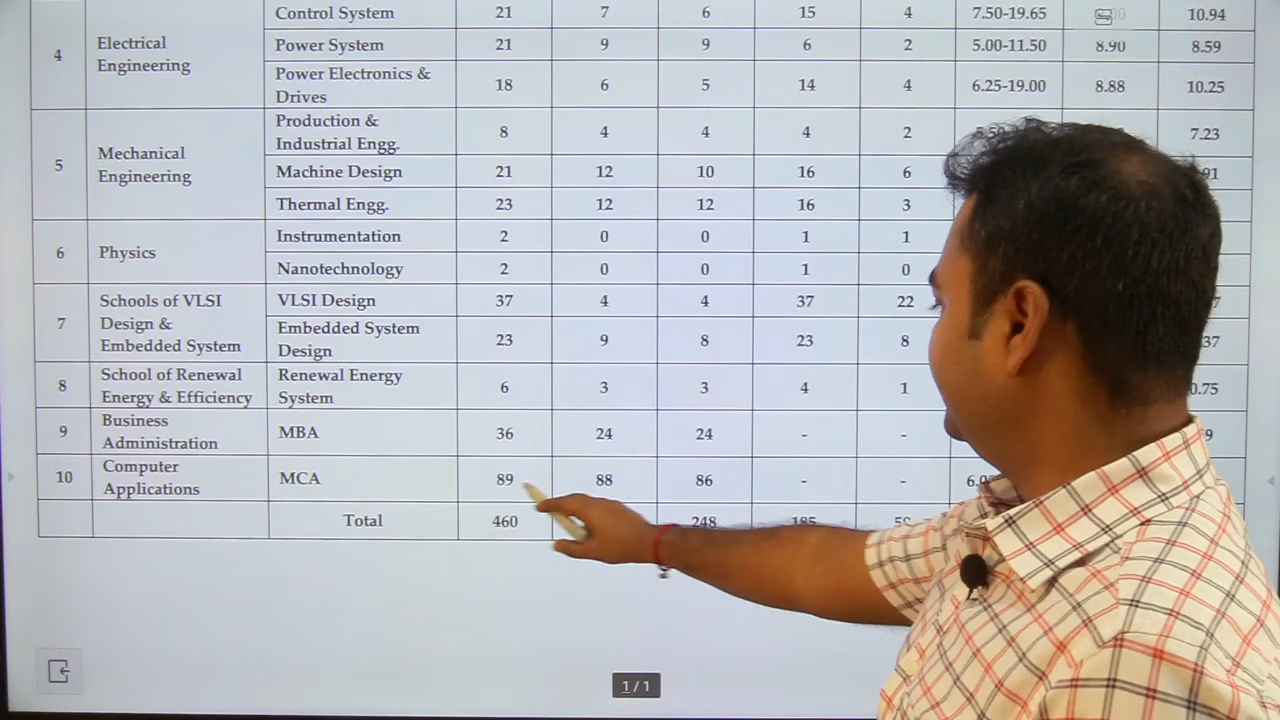 Control System 21 7 6 15 4 7.50-19.65 10.94
4 Electrical Engineering Power System 21 9 9 6 2 5.00-11.50 8.90 8.59
Power Electronics & Drives 18 6 5 14 4 6.25-19.00 8.88 10.25
5 Mechanical Engineering Production & Industrial Engg. 8 4 4 4 2 7.23
Machine Design 21 12 10 16 6
Thermal Engg. 23 12 12 16 3
6 Physics Instrumentation 2 0 0 1 1
Nanotechnology 2 0 0 1 0
7 Schools of VLSI Design & Embedded System VLSI Design 37 4 4 37 22
Embedded System Design 23 9 8 23 8
8 School of Renewal Energy & Efficiency Renewal Energy System 6 3 3 4 1
9 Business Administration MBA 36 24 24 - -
10 Computer Applications MCA 89 88 86 - -
Total 460 248 185
1 / 1